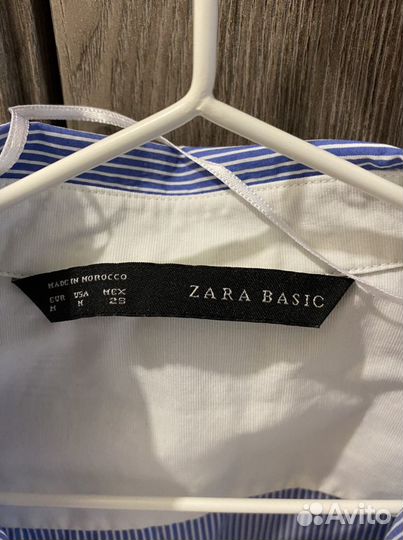 MADE IN MOROCCO
EUR USA MEX
M M 28
ZARA BASIC
Avito